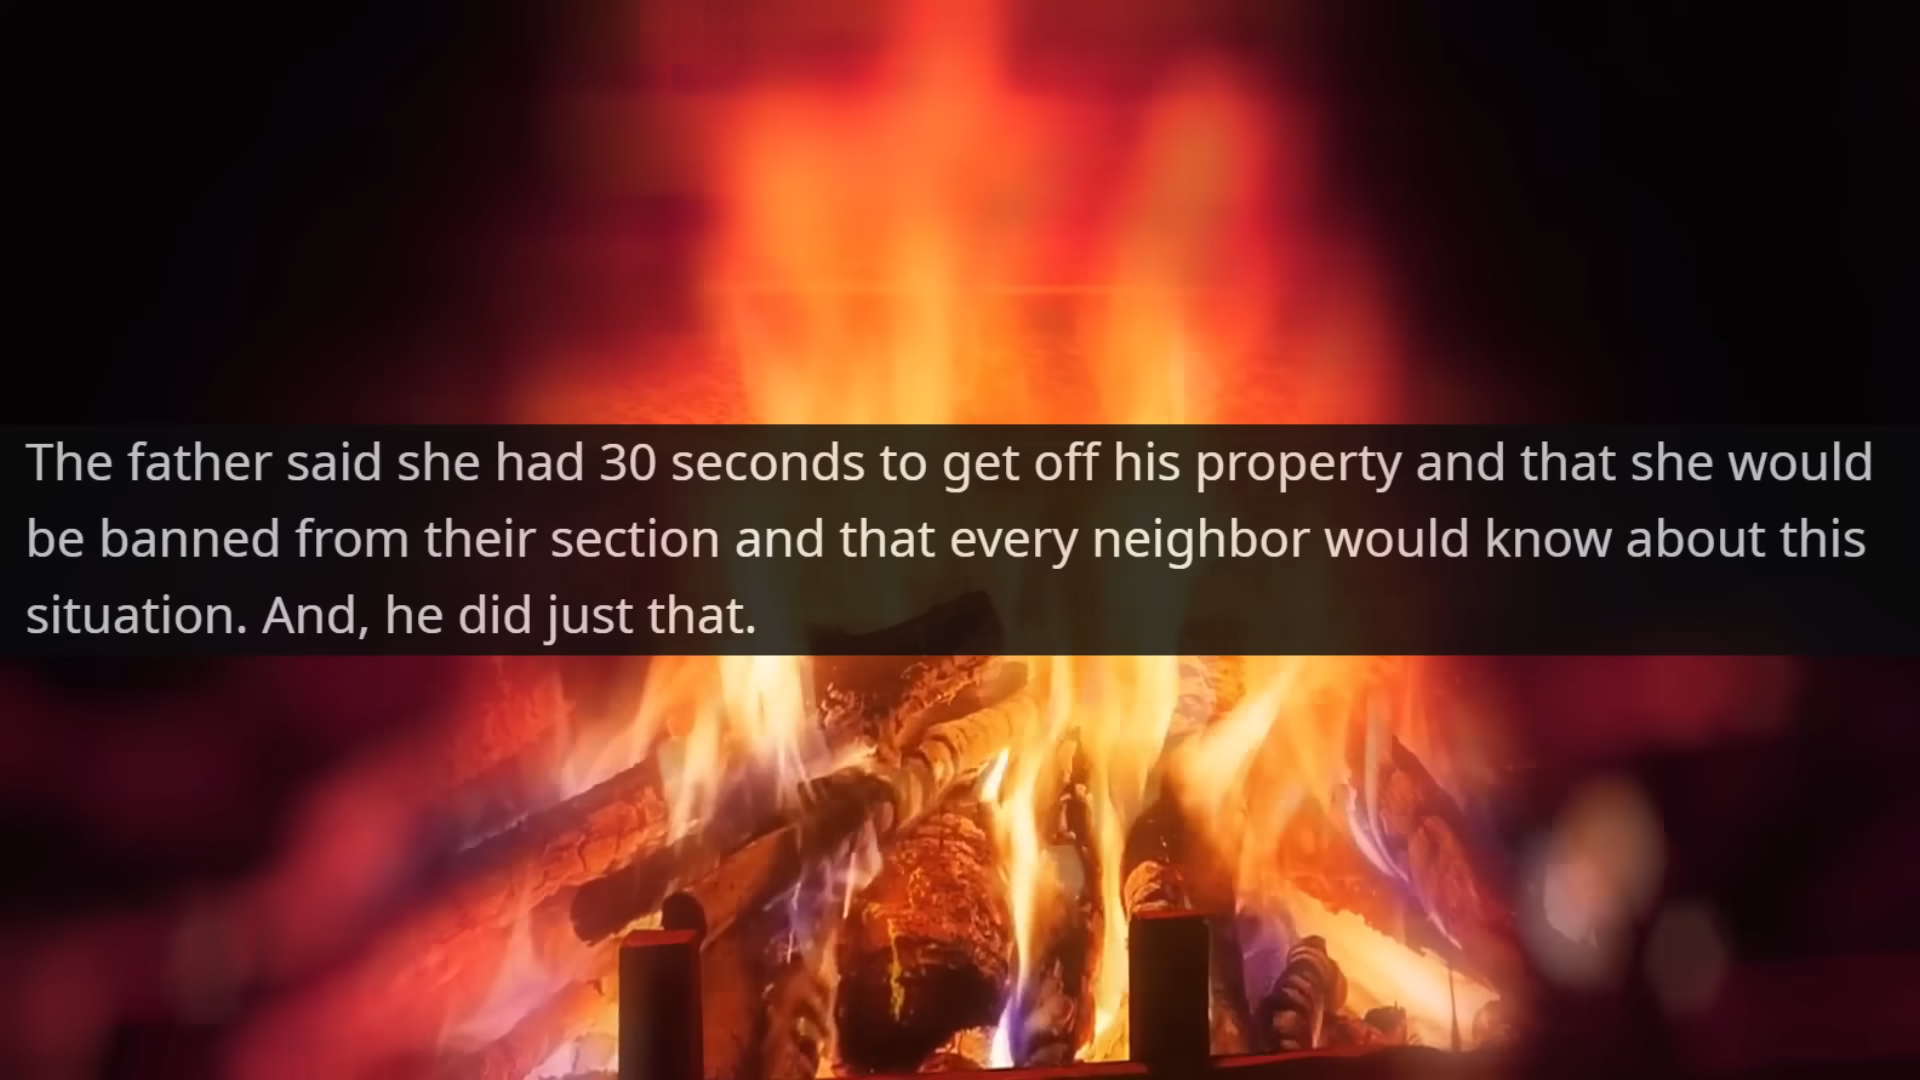 The father said she had 30 seconds to get off his property and that she would
be banned from their section and that every neighbor would know about this
situation. And, he did just that.